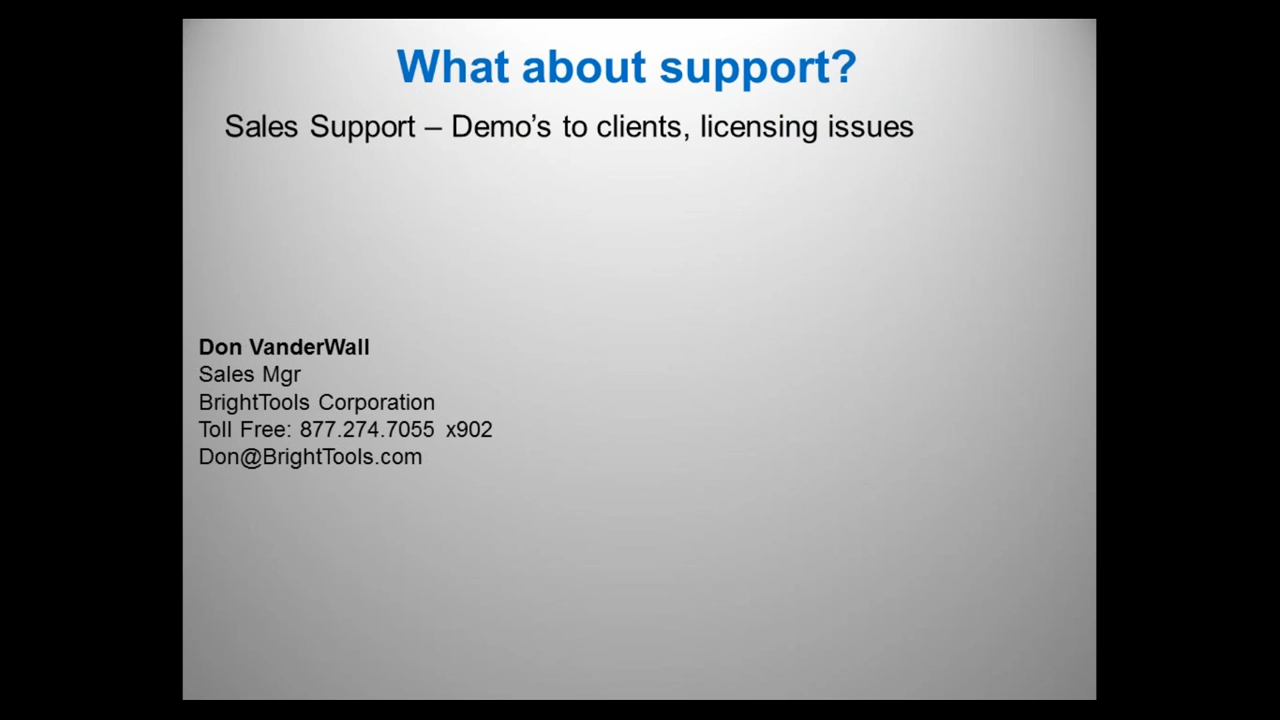 What about support?
Sales Support – Demo’s to clients, licensing issues
Don VanderWall
Sales Mgr
BrightTools Corporation
Toll Free: 877.274.7055 x902
Don@BrightTools.com